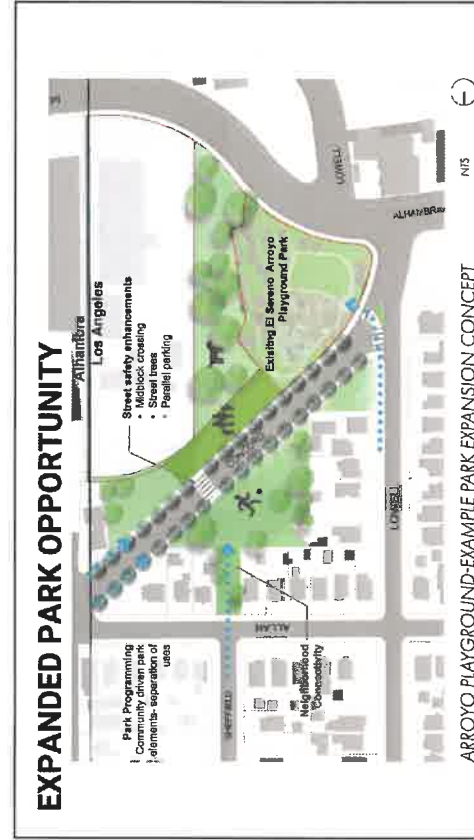 EXPANDED PARK OPPORTUNITY
Alhambra
Los Angeles
Street safety enhancements
• Midblock crossing
• Street trees
• Parallel parking
Park Programming
Community driven park
elements- separation of
uses
Exisitng El Sereno Arroyo
Playground Park
Neighborhood
Connectivity
SHEFFIELD
ALLAN
LOWELL
LOWELL
ALHAMBRA
ARROYO PLAYGROUND-EXAMPLE PARK EXPANSION CONCEPT
NTS